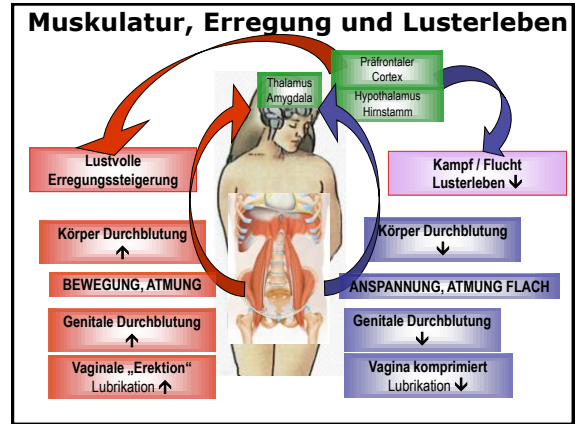 Muskulatur, Erregung und Lusterleben
Präfrontaler
Cortex
Thalamus
Amygdala
Hypothalamus
Hirnstamm
Lustvolle
Erregungssteigerung
Kampf / Flucht
Lusterleben ↓
Körper Durchblutung
↑
Körper Durchblutung
↓
BEWEGUNG, ATMUNG
ANSPANNUNG, ATMUNG FLACH
Genitale Durchblutung
↑
Genitale Durchblutung
↓
Vaginale „Erektion“
Lubrikation ↑
Vagina komprimiert
Lubrikation ↓